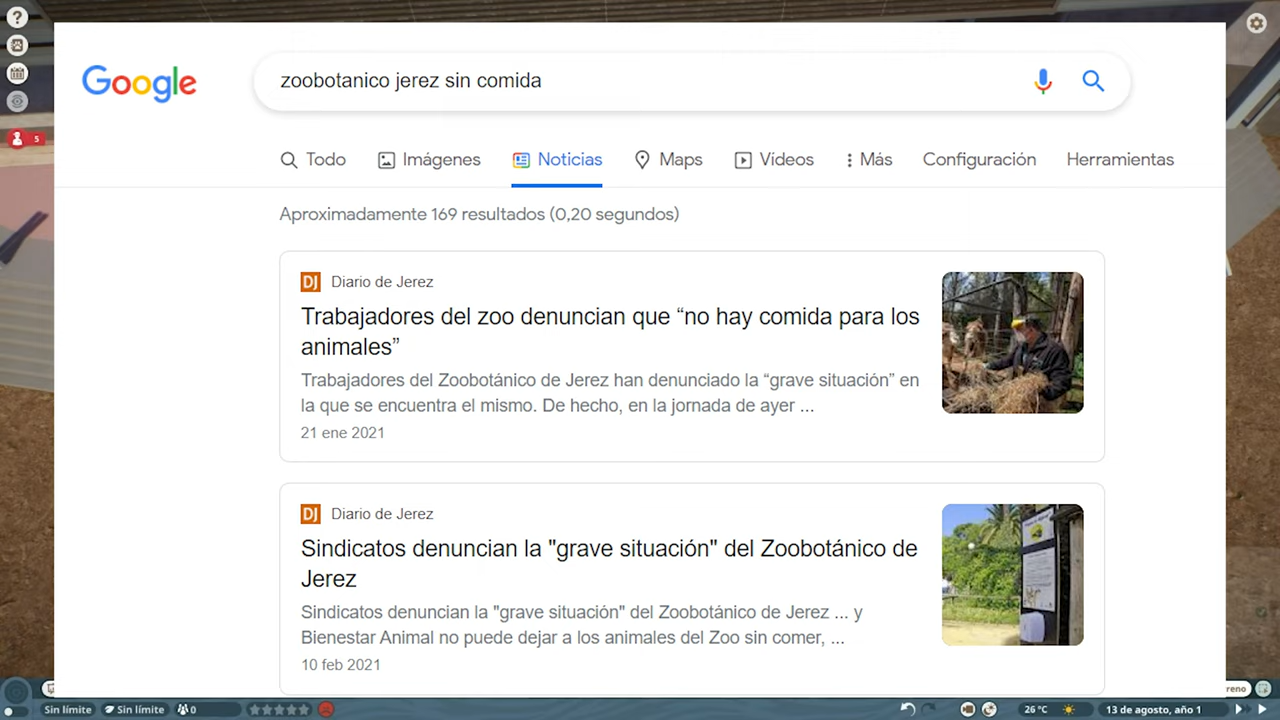 ?
5
Google
zoobotanico jerez sin comida
Todo
Imágenes
Noticias
Maps
Vídeos
Más
Configuración
Herramientas
Aproximadamente 169 resultados (0,20 segundos)
DJ Diario de Jerez
Trabajadores del zoo denuncian que “no hay comida para los
animales”
Trabajadores del Zoobotánico de Jerez han denunciado la “grave situación” en
la que se encuentra el mismo. De hecho, en la jornada de ayer ...
21 ene 2021
DJ Diario de Jerez
Sindicatos denuncian la "grave situación" del Zoobotánico de
Jerez
Sindicatos denuncian la "grave situación" del Zoobotánico de Jerez ... y
Bienestar Animal no puede dejar a los animales del Zoo sin comer, ...
10 feb 2021
reno
Sin límite
Sin límite
0
26 °C
13 de agosto, año 1